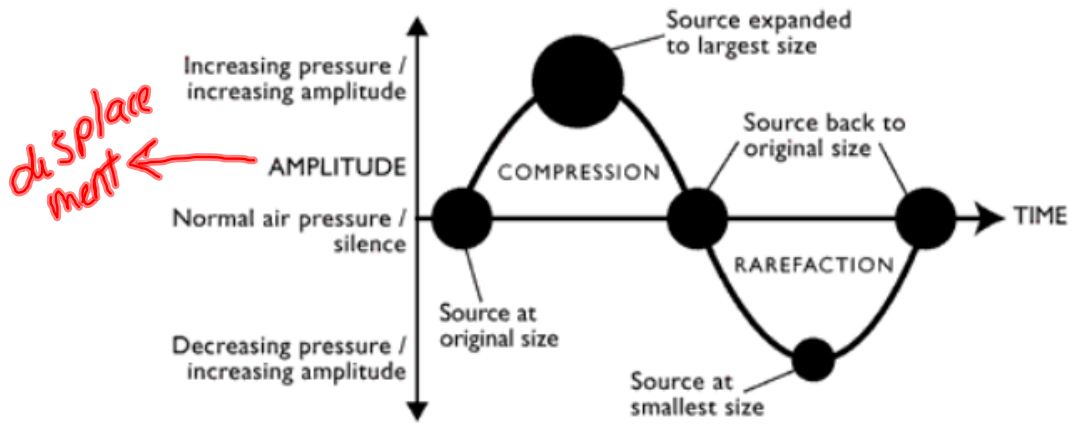 Source expanded
to largest size
Increasing pressure /
increasing amplitude
displace
ment
AMPLITUDE
COMPRESSION
Source back to
original size
Normal air pressure /
silence
TIME
RAREFACTION
Source at
original size
Decreasing pressure /
increasing amplitude
Source at
smallest size